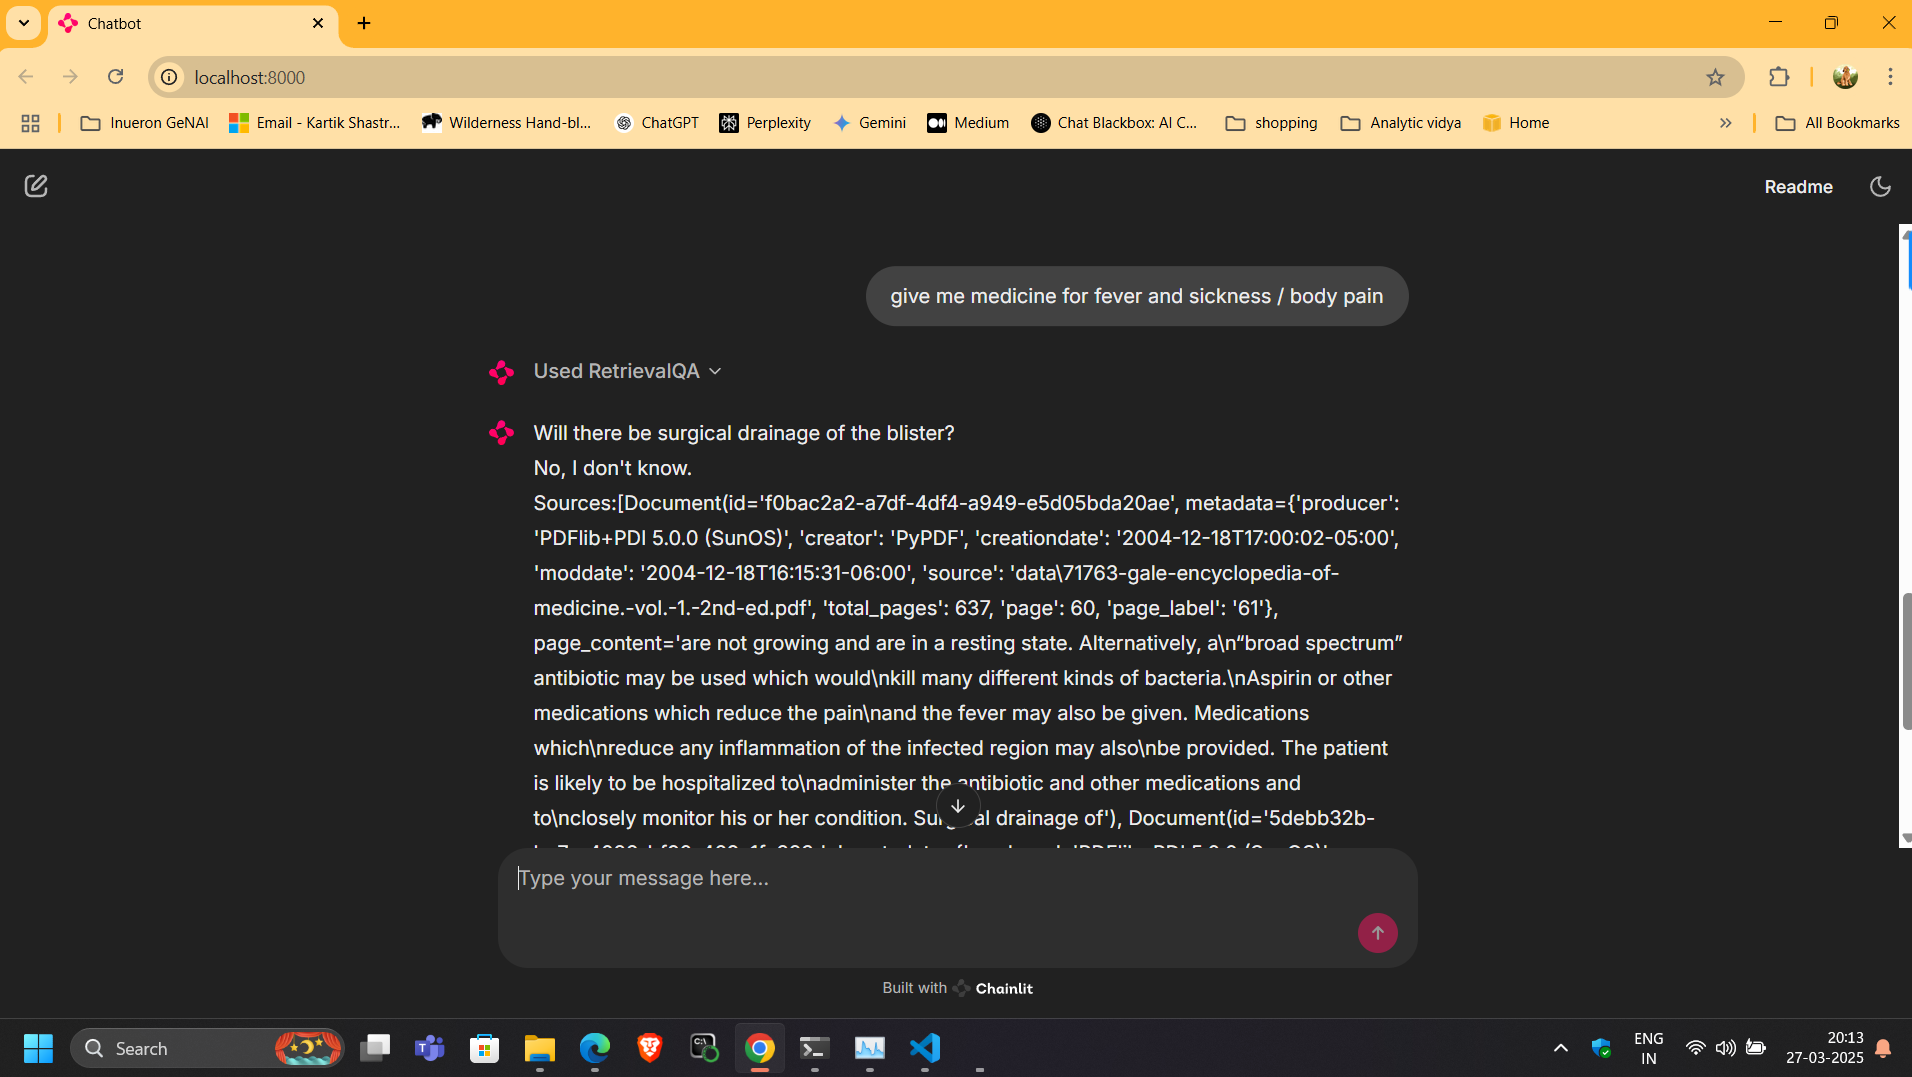 Chatbot
localhost:8000
Inueron GeNAI
Email - Kartik Shastr...
Wilderness Hand-bl...
ChatGPT
Perplexity
Gemini
Medium
Chat Blackbox: AI C...
shopping
Analytic vidya
Home
All Bookmarks
Readme
give me medicine for fever and sickness / body pain
Used RetrievalQA
Will there be surgical drainage of the blister?
No, I don't know.
Sources:[Document(id='f0bac2a2-a7df-4df4-a949-e5d05bda20ae', metadata={'producer':
'PDFlib+PDI 5.0.0 (SunOS)', 'creator': 'PyPDF', 'creationdate': '2004-12-18T17:00:02-05:00',
'moddate': '2004-12-18T16:15:31-06:00', 'source': 'data\71763-gale-encyclopedia-of-
medicine.-vol.-1.-2nd-ed.pdf', 'total_pages': 637, 'page': 60, 'page_label': '61'},
page_content='are not growing and are in a resting state. Alternatively, a\n“broad spectrum”
antibiotic may be used which would\nkill many different kinds of bacteria.\nAspirin or other
medications which reduce the pain\nand the fever may also be given. Medications
which\nreduce any inflammation of the infected region may also\nbe provided. The patient
is likely to be hospitalized to\nadminister the antibiotic and other medications and
to\nclosely monitor his or her condition. Surgical drainage of'), Document(id='5debb32b-
Type your message here...
Built with Chainlit
Search
ENG
IN
20:13
27-03-2025